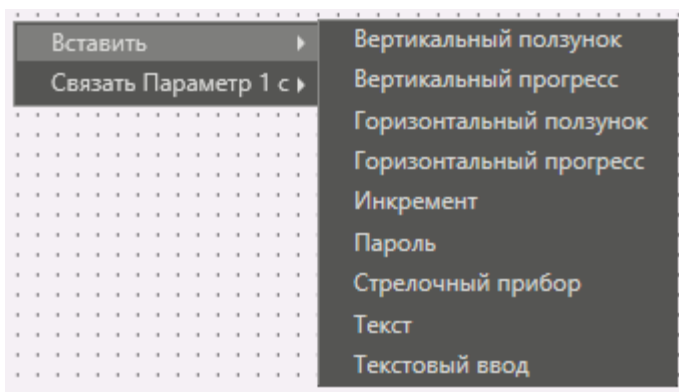 Вставить
Связать Параметр 1 с
Вертикальный ползунок
Вертикальный прогресс
Горизонтальный ползунок
Горизонтальный прогресс
Инкремент
Пароль
Стрелочный прибор
Текст
Текстовый ввод